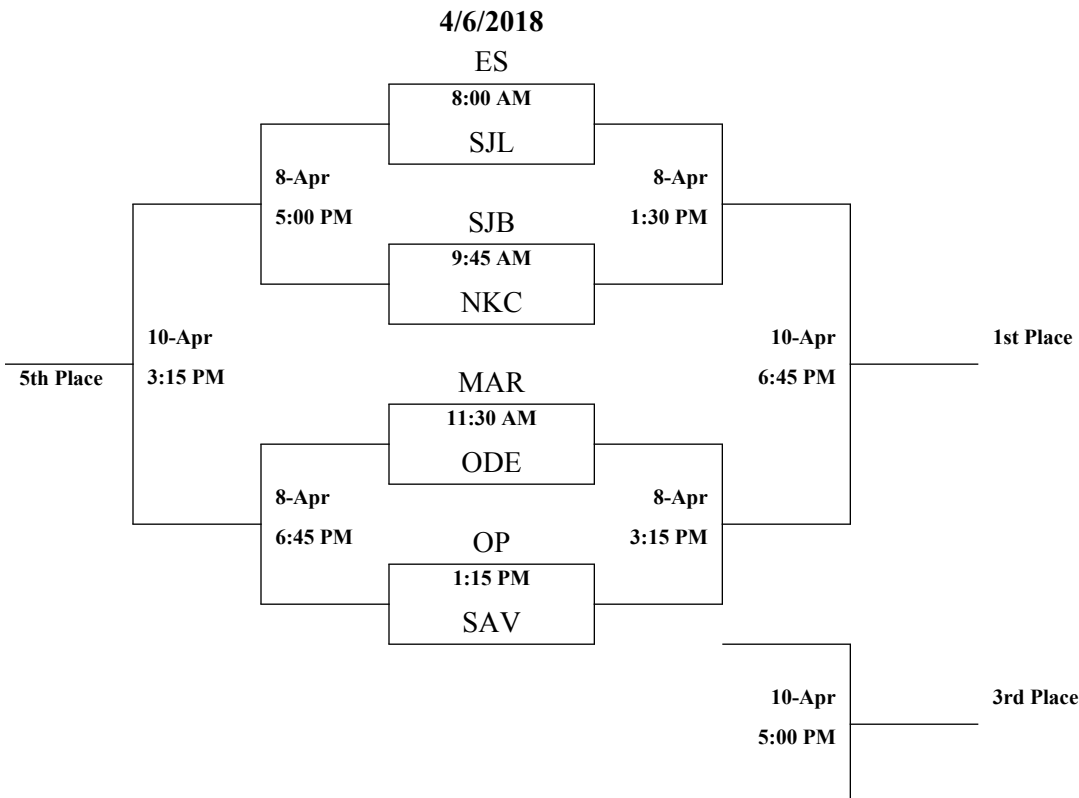 4/6/2018
ES
8:00 AM
SJL
8-Apr
8-Apr
5:00 PM
SJB
1:30 PM
9:45 AM
NKC
10-Apr
10-Apr
1st Place
5th Place
3:15 PM
MAR
6:45 PM
11:30 AM
ODE
8-Apr
8-Apr
6:45 PM
OP
3:15 PM
1:15 PM
SAV
10-Apr
3rd Place
5:00 PM